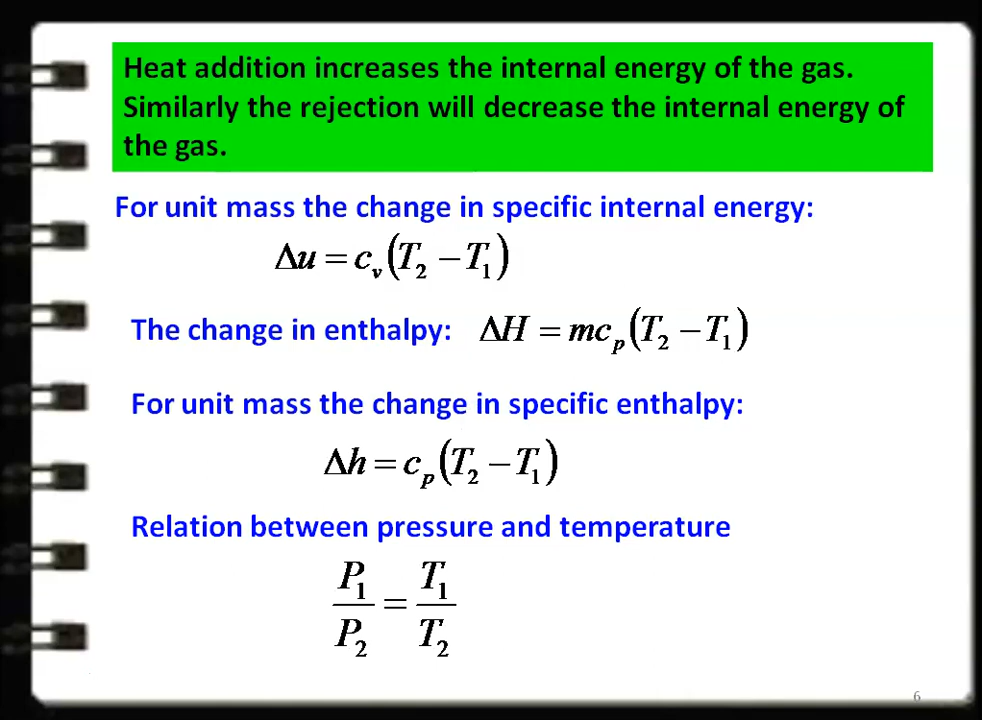 Heat addition increases the internal energy of the gas.
Similarly the rejection will decrease the internal energy of
the gas.
For unit mass the change in specific internal energy:
Δu = c_v(T_2 − T_1)
The change in enthalpy: ΔH = mc_p(T_2 − T_1)
For unit mass the change in specific enthalpy:
Δh = c_p(T_2 − T_1)
Relation between pressure and temperature
P_1/P_2 = T_1/T_2
6